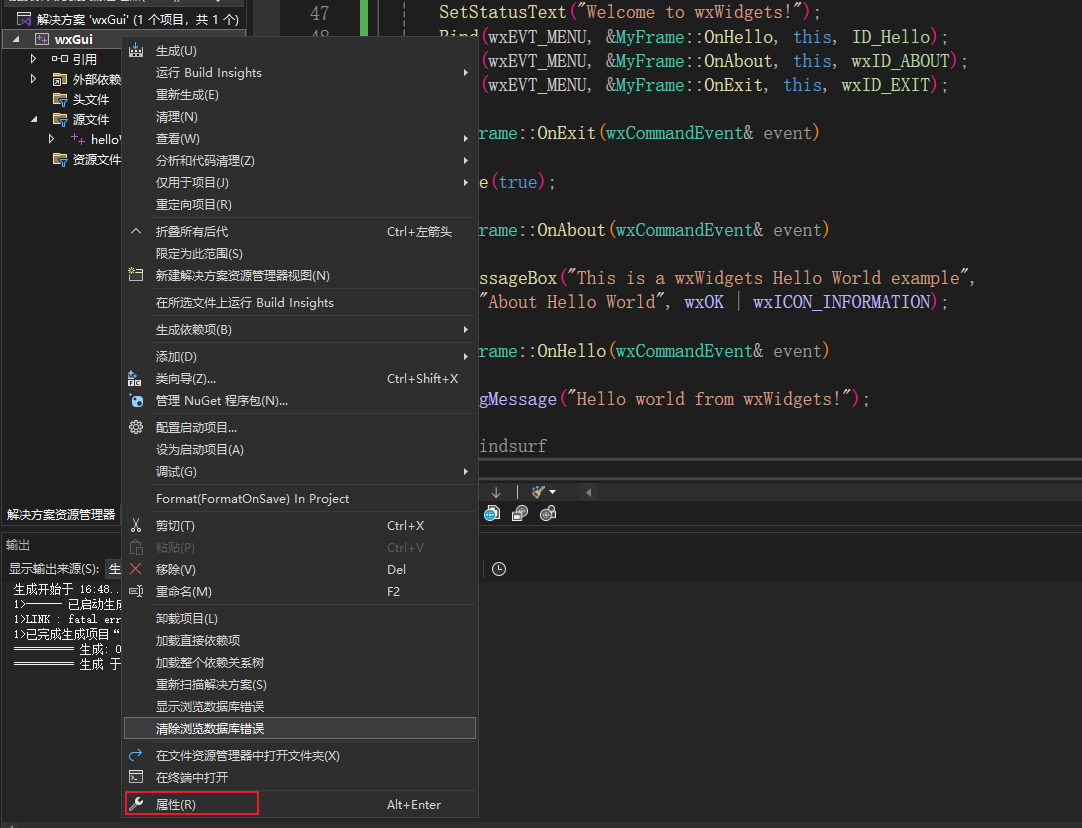 解决方案 'wxGui' (1 个项目，共 1 个)
wxGui
引用
外部依赖
头文件
源文件
hello
资源文件
解决方案资源管理器
47
SetStatusText("Welcome to wxWidgets!");
(wxEVT_MENU, &MyFrame::OnHello, this, ID_Hello);
(wxEVT_MENU, &MyFrame::OnAbout, this, wxID_ABOUT);
(wxEVT_MENU, &MyFrame::OnExit, this, wxID_EXIT);
rame::OnExit(wxCommandEvent& event)
e(true);
rame::OnAbout(wxCommandEvent& event)
ssageBox("This is a wxWidgets Hello World example",
"About Hello World", wxOK | wxICON_INFORMATION);
rame::OnHello(wxCommandEvent& event)
gMessage("Hello world from wxWidgets!");
indsurf
生成(U)
运行 Build Insights
重新生成(E)
清理(N)
查看(W)
分析和代码清理(Z)
仅用于项目(J)
重定向项目(R)
折叠所有后代 Ctrl+左箭头
限定为此范围(S)
新建解决方案资源管理器视图(N)
在所选文件上运行 Build Insights
生成依赖项(B)
添加(D)
类向导(Z)... Ctrl+Shift+X
管理 NuGet 程序包(N)...
配置启动项目...
设为启动项目(A)
调试(G)
Format(FormatOnSave) In Project
剪切(T) Ctrl+X
粘贴(P) Ctrl+V
移除(V) Del
重命名(M) F2
卸载项目(L)
加载直接依赖项
加载整个依赖关系树
重新扫描解决方案(S)
显示浏览数据库错误
清除浏览数据库错误
在文件资源管理器中打开文件夹(X)
在终端中打开
属性(R) Alt+Enter
输出
显示输出来源(S): 生
生成开始于 16:48..
1>------ 已启动生成
1>LINK : fatal err
1>已完成生成项目“
========== 生成: 0
========== 生成 于